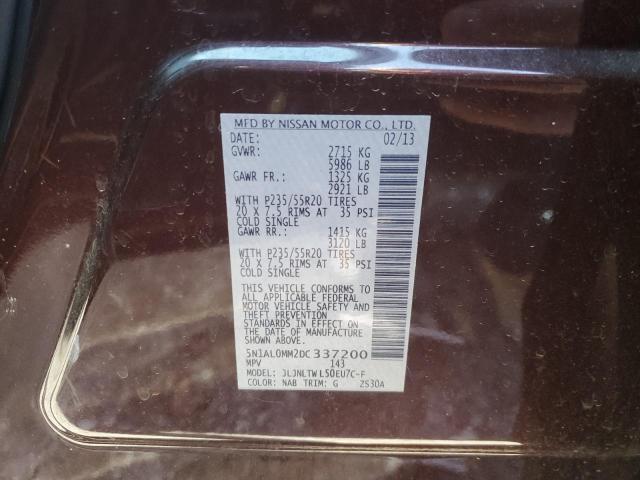 MFD BY NISSAN MOTOR CO., LTD.
DATE: 02/13
GVWR: 2715 KG
5986 LB
GAWR FR.: 1325 KG
2921 LB
WITH P235/55R20 TIRES
20 X 7.5 RIMS AT 35 PSI
COLD SINGLE
GAWR RR.: 1415 KG
3120 LB
WITH P235/55R20 TIRES
20 X 7.5 RIMS AT 35 PSI
COLD SINGLE
THIS VEHICLE CONFORMS TO
ALL APPLICABLE FEDERAL
MOTOR VEHICLE SAFETY AND
THEFT PREVENTION
STANDARDS IN EFFECT ON
THE DATE OF MANUFACTURE
SHOWN ABOVE.
5N1AL0MM2DC337200
MPV 143
MODEL: JLJNLTWL50EU7C-F
COLOR: NAB TRIM: G ZS30A